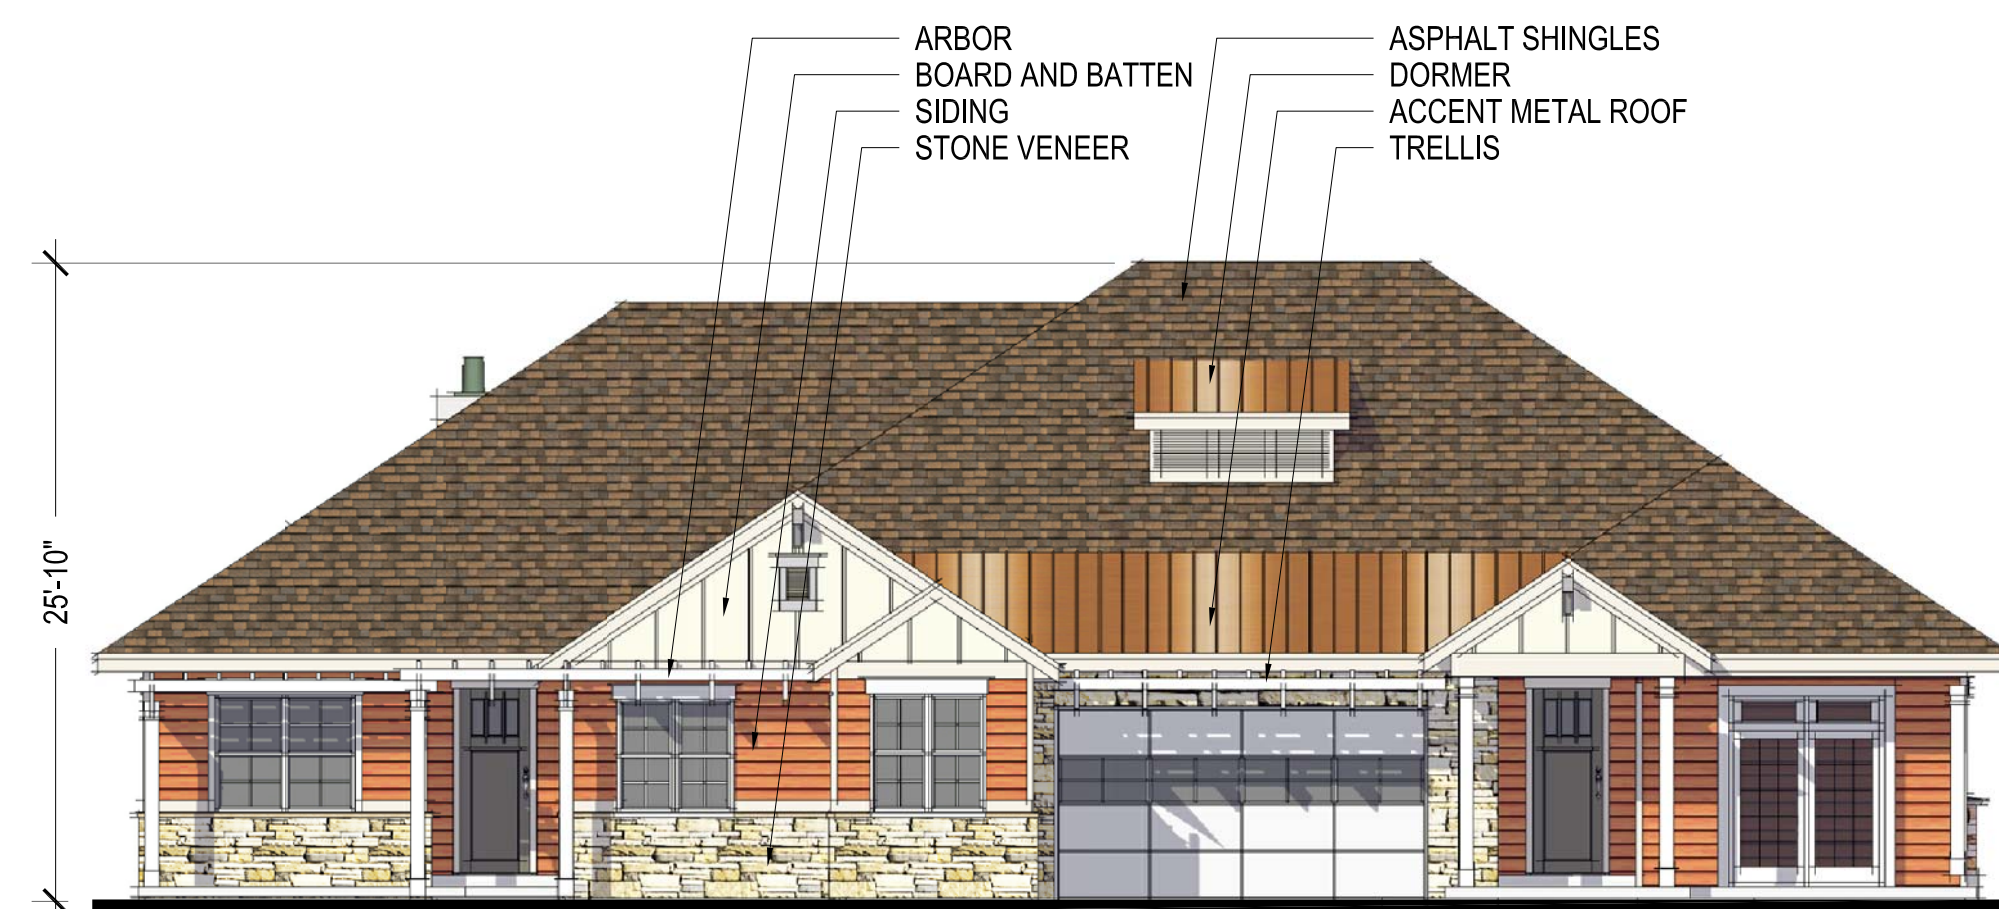 ARBOR
BOARD AND BATTEN
SIDING
STONE VENEER
ASPHALT SHINGLES
DORMER
ACCENT METAL ROOF
TRELLIS
25'-10"